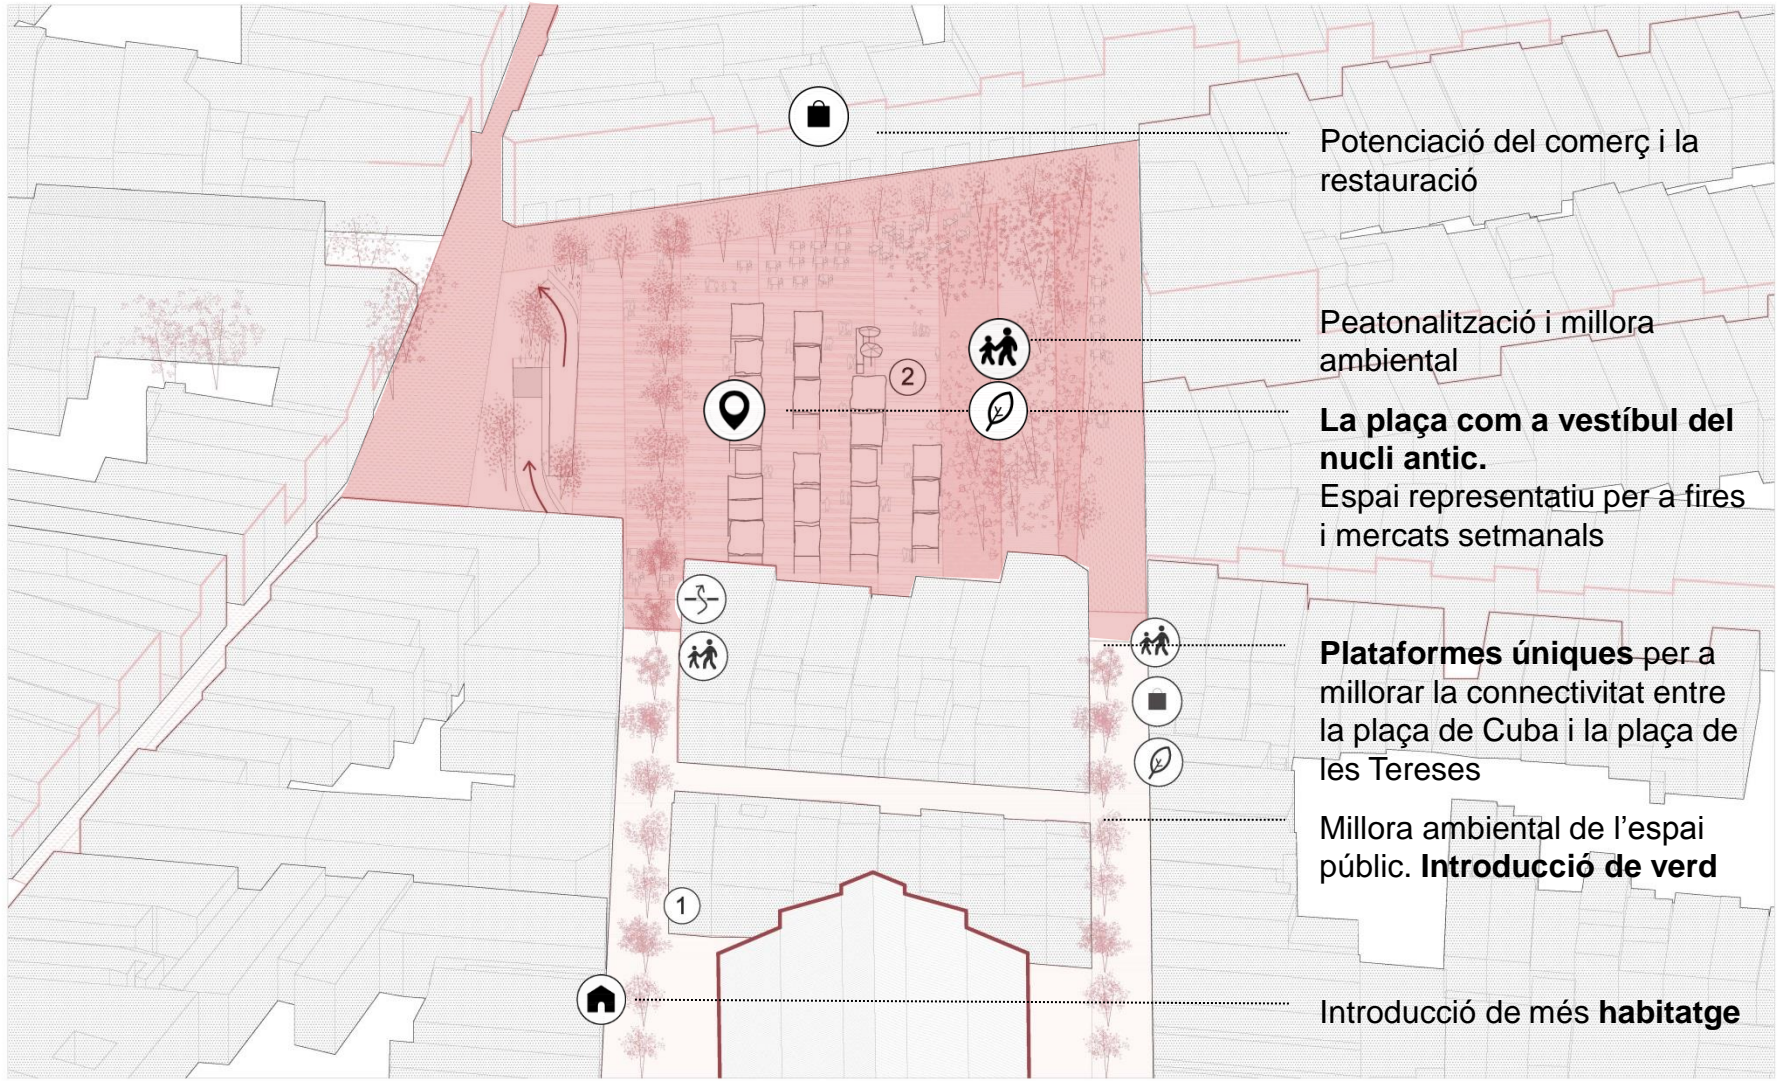 Potenciació del comerç i la
restauració
2
Peatonalització i millora
ambiental
La plaça com a vestíbul del
nucli antic.
Espai representatiu per a fires
i mercats setmanals
Plataformes úniques per a
millorar la connectivitat entre
la plaça de Cuba i la plaça de
les Tereses
Millora ambiental de l’espai
públic. Introducció de verd
1
Introducció de més habitatge